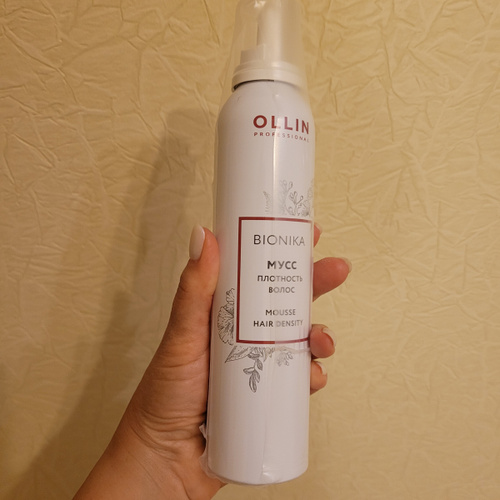 OLLIN
PROFESSIONAL
BIONIKA
МУСС
ПЛОТНОСТЬ
ВОЛОС
MOUSSE
HAIR DENSITY